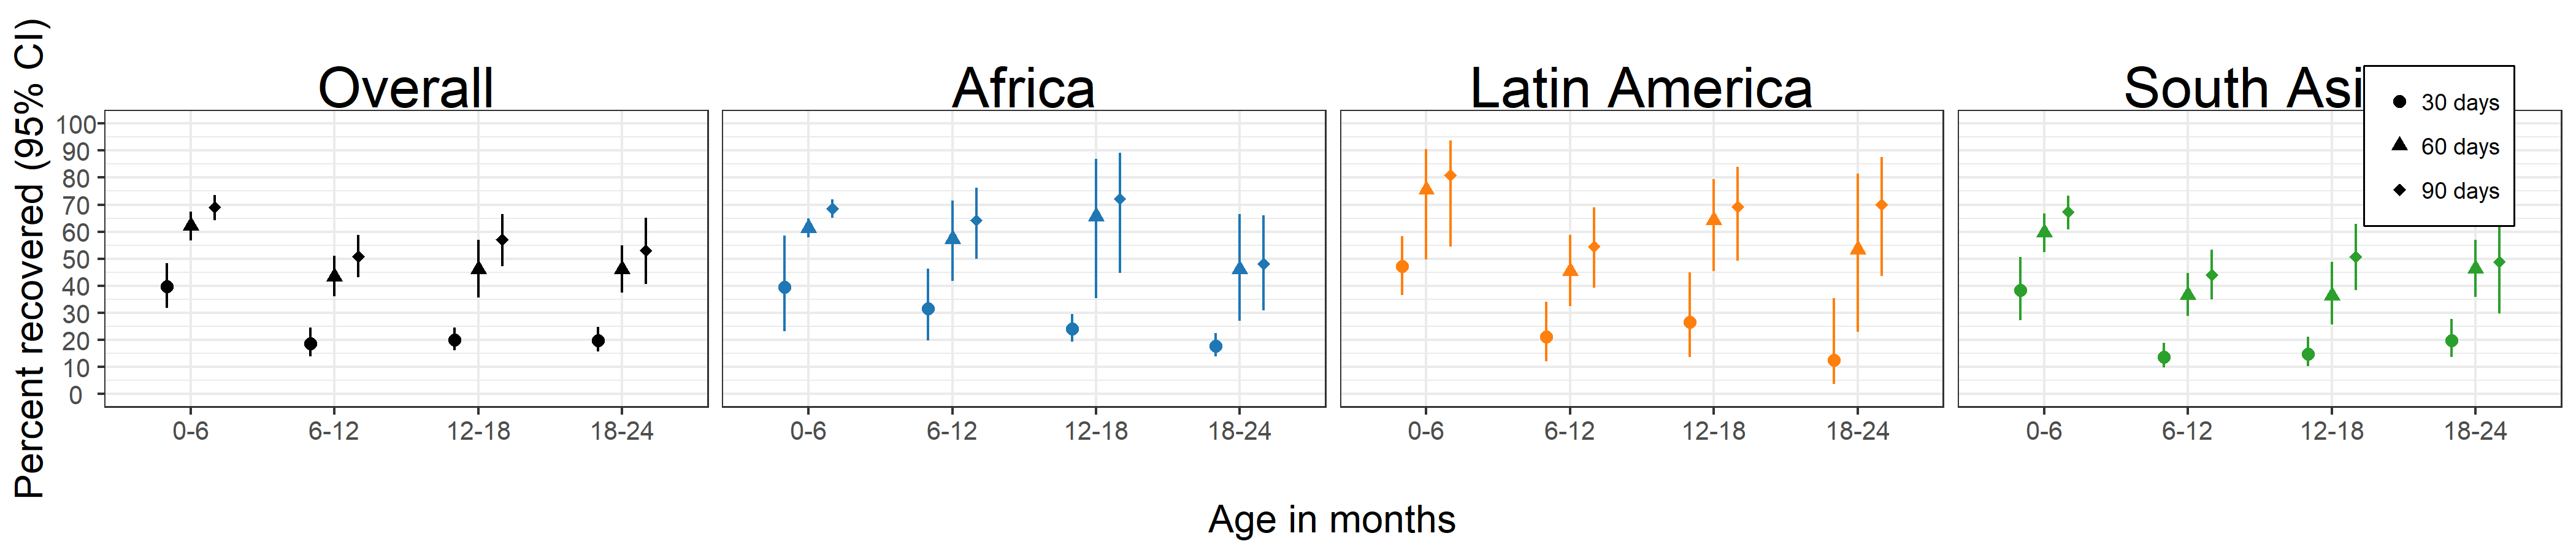 Percent recovered (95% CI)
Overall
Africa
Latin America
South Asi
30 days
60 days
90 days
100
90
80
70
60
50
40
30
20
10
0
0-6 6-12 12-18 18-24
0-6 6-12 12-18 18-24
0-6 6-12 12-18 18-24
0-6 6-12 12-18 18-24
Age in months